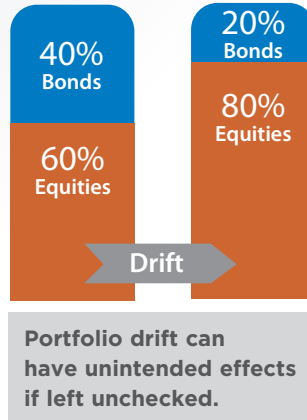 40%
Bonds
60%
Equities
20%
Bonds
80%
Equities
Drift
Portfolio drift can
have unintended effects
if left unchecked.